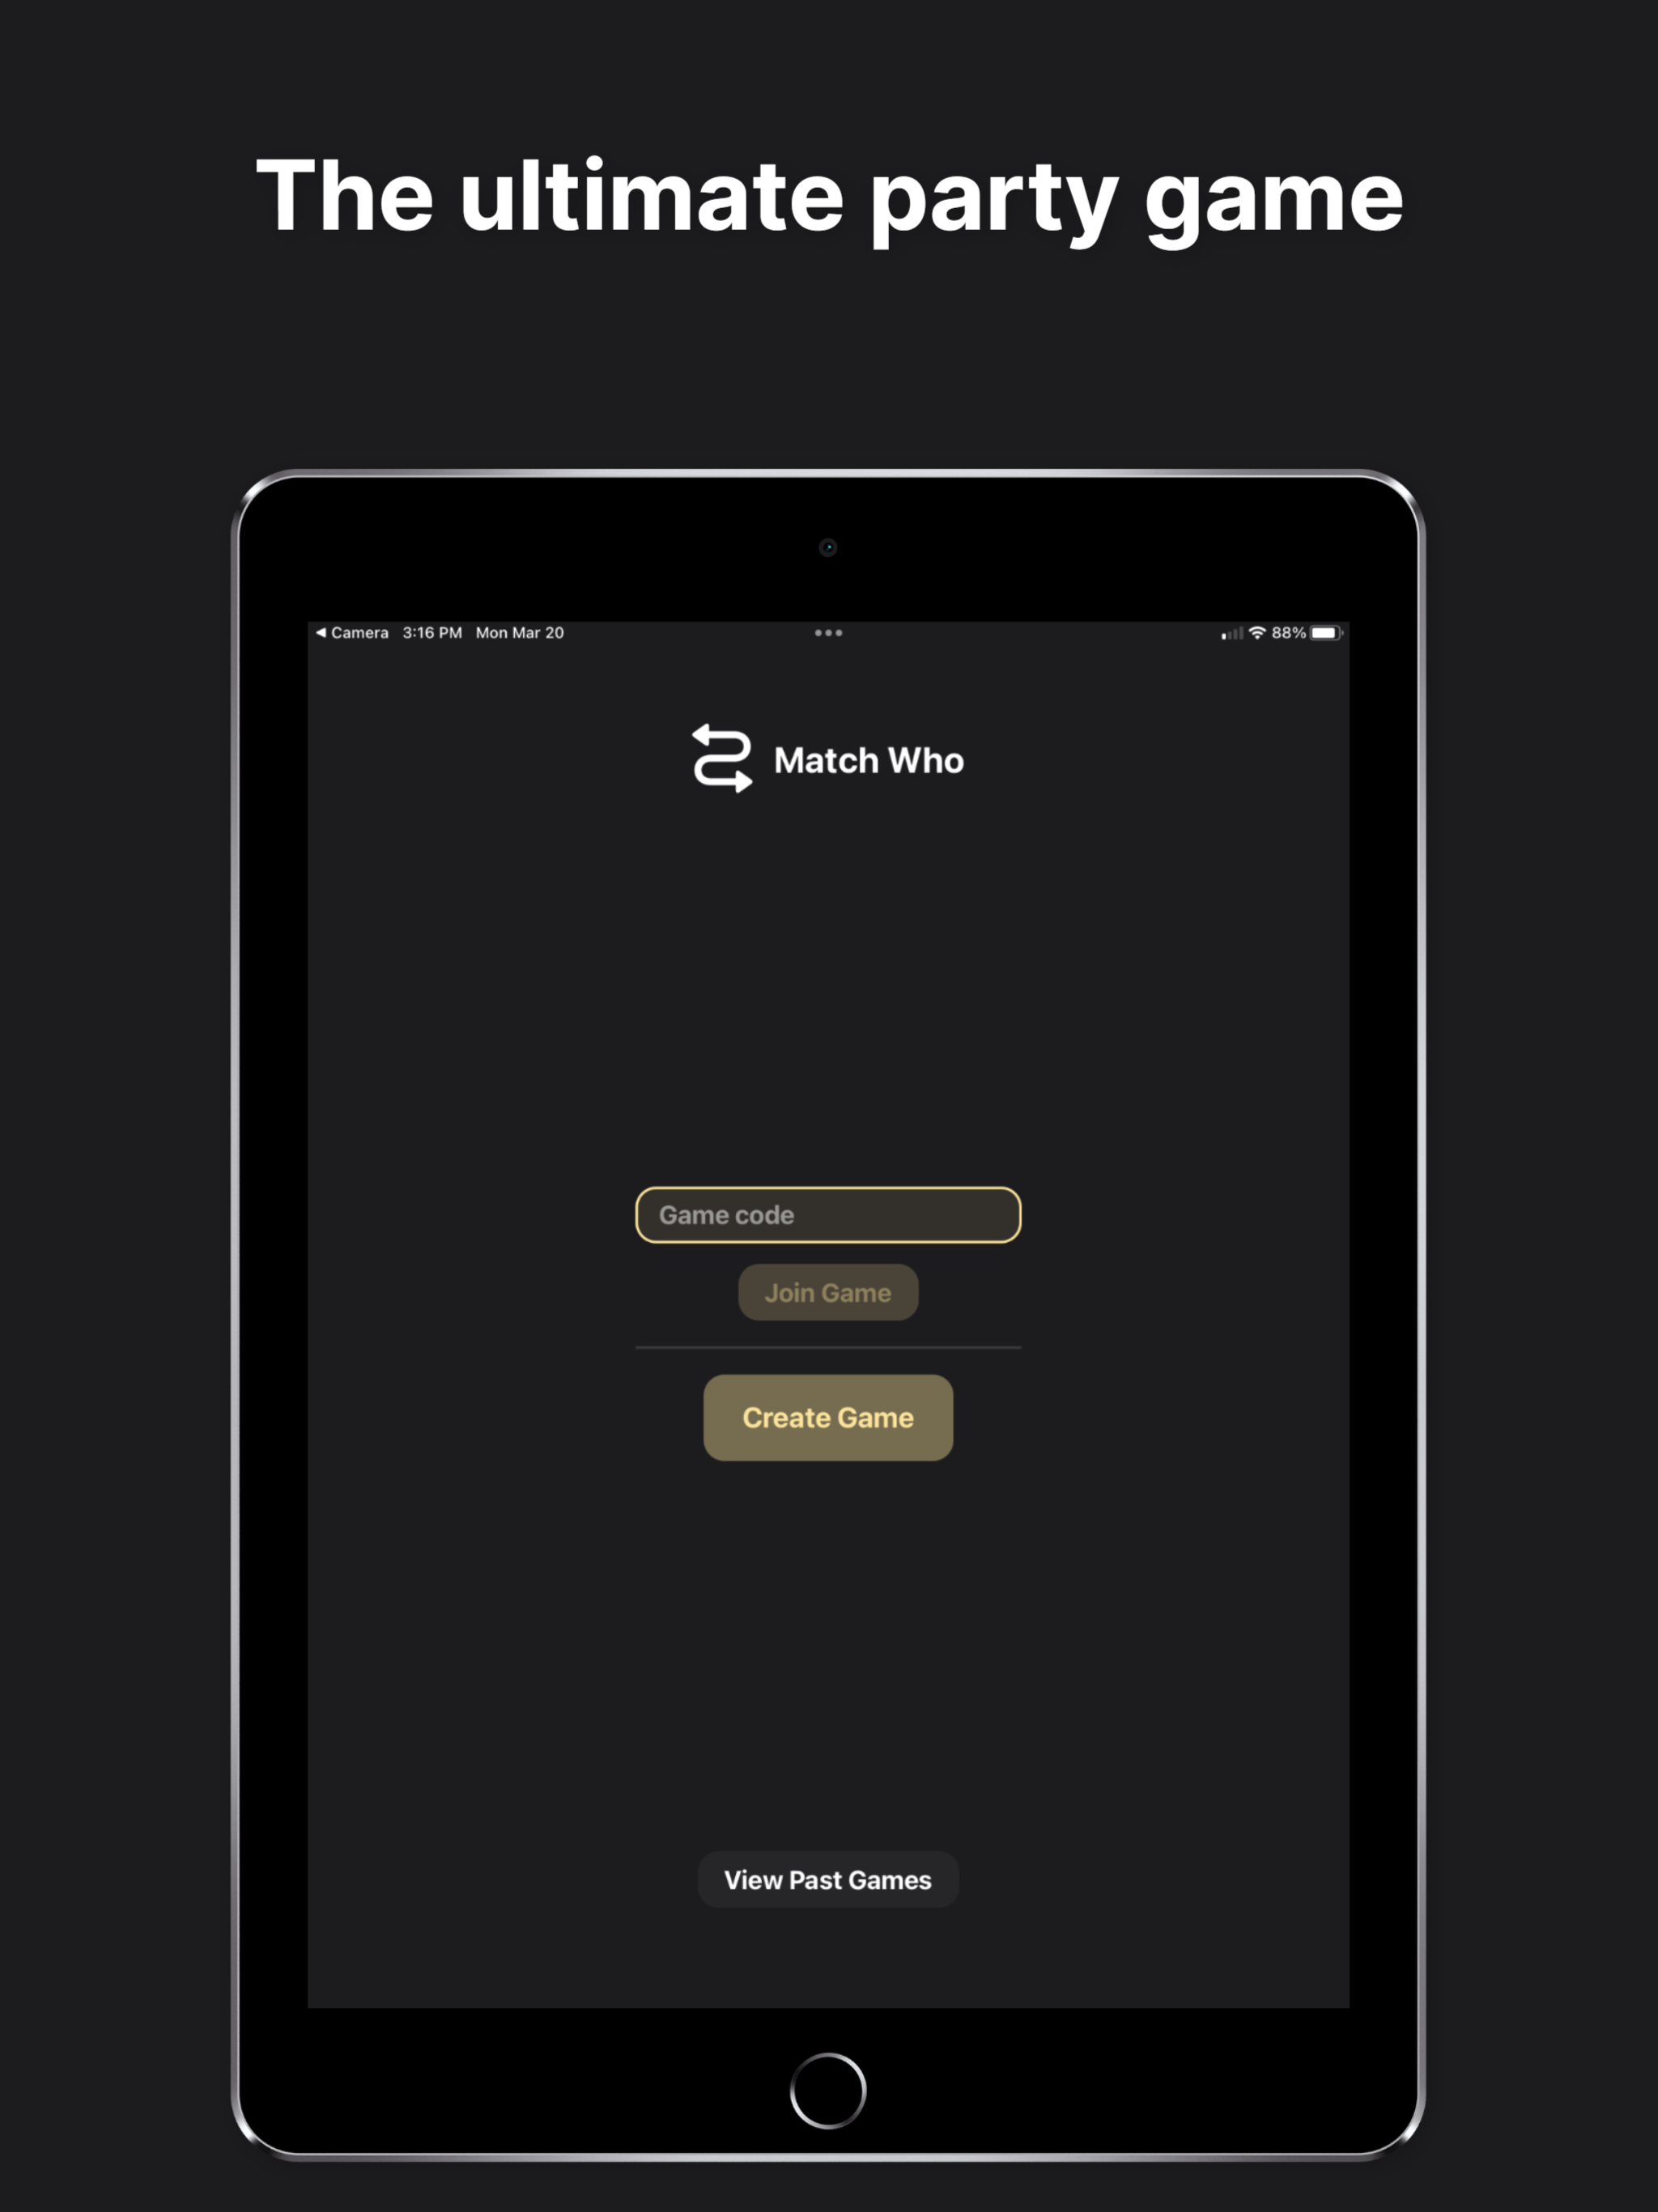 The ultimate party game
◀ Camera 3:16 PM Mon Mar 20
88%
Match Who
Game code
Join Game
Create Game
View Past Games